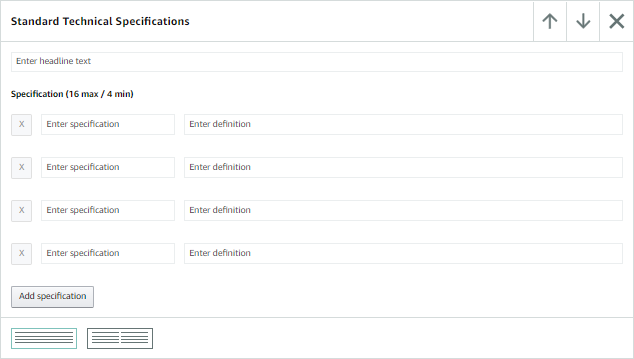 Standard Technical Specifications
Enter headline text
Specification (16 max / 4 min)
X Enter specification Enter definition
X Enter specification Enter definition
X Enter specification Enter definition
X Enter specification Enter definition
Add specification